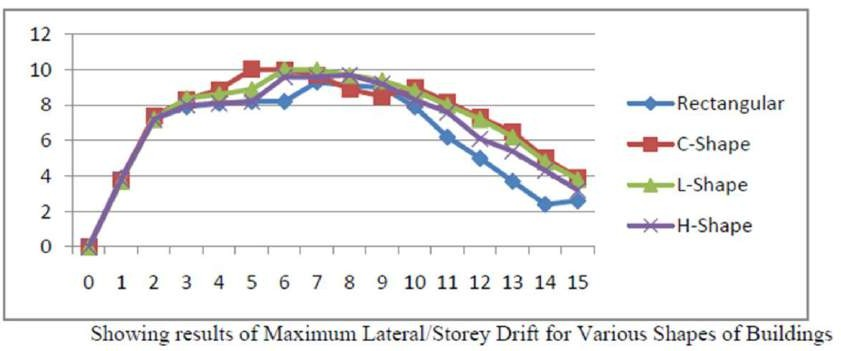 12
10
8
6
4
2
0
0 1 2 3 4 5 6 7 8 9 10 11 12 13 14 15
Rectangular
C-Shape
L-Shape
H-Shape
Showing results of Maximum Lateral/Storey Drift for Various Shapes of Buildings